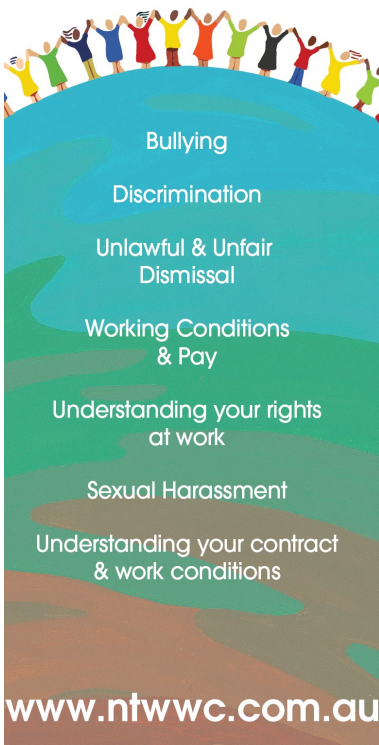 Bullying
Discrimination
Unlawful & Unfair
Dismissal
Working Conditions
& Pay
Understanding your rights
at work
Sexual Harassment
Understanding your contract
& work conditions
www.ntwwc.com.au